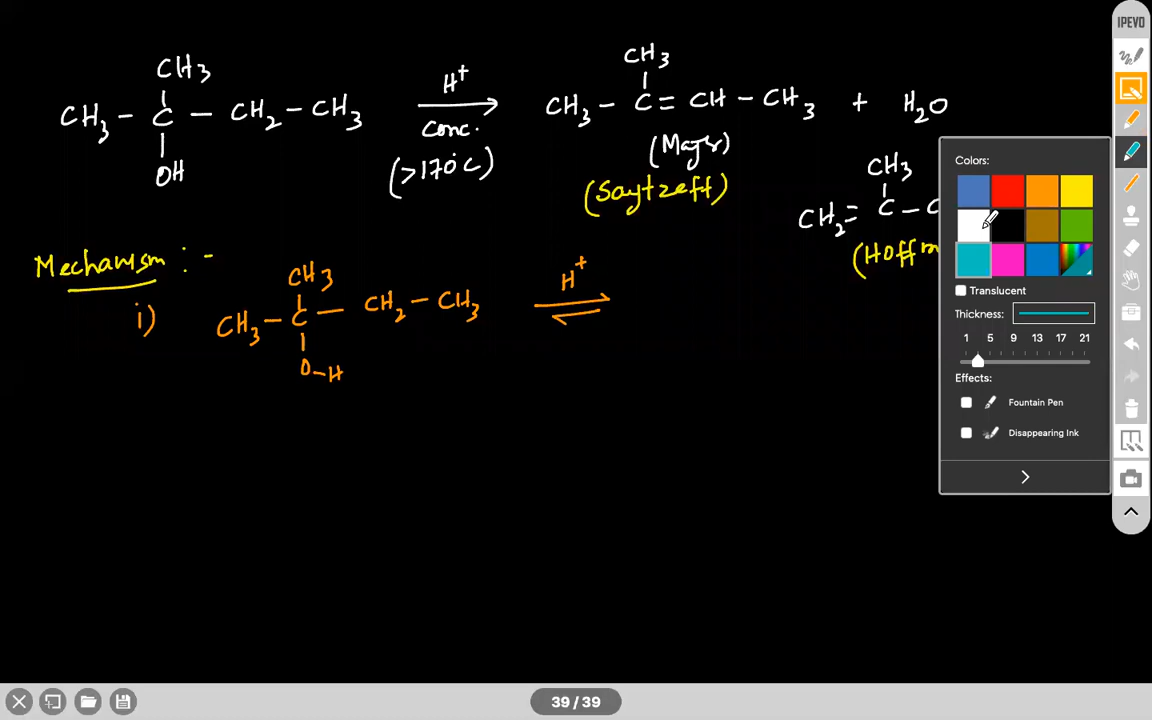 CH3
CH3 - C - CH2 - CH3
OH
H+
conc.
(>170°C)
CH3
CH3 - C = CH - CH3 + H2O
(Major)
(Saytzeff)
CH3
CH2 = C - C
(Hoffm
Mechanism :-
i)
CH3
CH3 - C - CH2 - CH3
O-H
H+
IPEVO
Colors:
Translucent
Thickness:
1 5 9 13 17 21
Effects:
Fountain Pen
Disappearing Ink
39 / 39